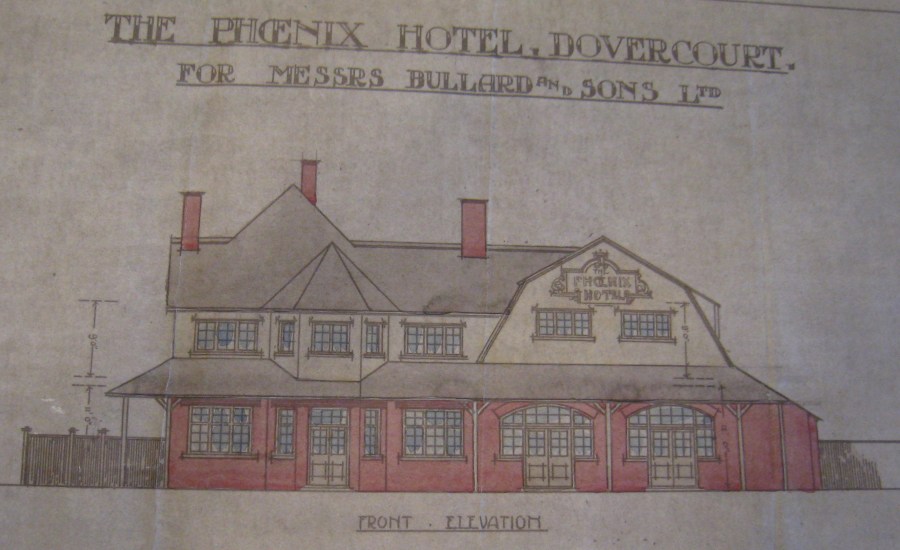 THE PHŒNIX HOTEL, DOVERCOURT.
FOR MESSRS BULLARD AND SONS LTD
PHŒNIX
HOTEL
FRONT . ELEVATION